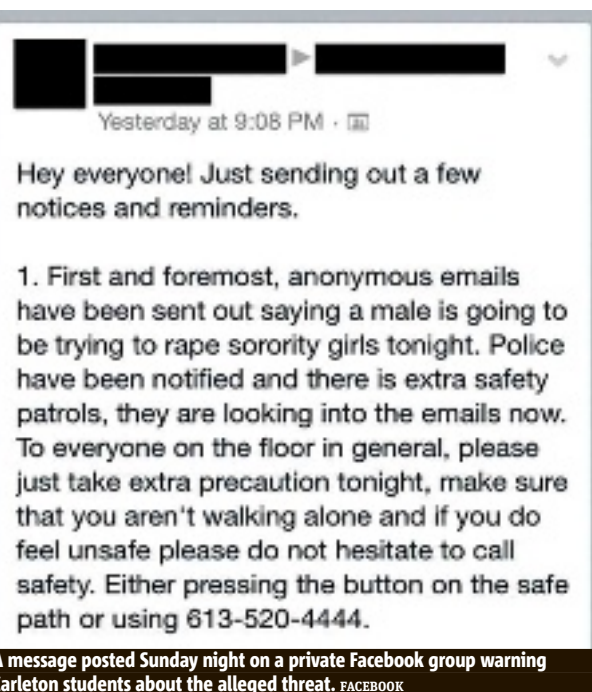 Yesterday at 9:08 PM ·
Hey everyone! Just sending out a few
notices and reminders.
1. First and foremost, anonymous emails
have been sent out saying a male is going to
be trying to rape sorority girls tonight. Police
have been notified and there is extra safety
patrols, they are looking into the emails now.
To everyone on the floor in general, please
just take extra precaution tonight, make sure
that you aren't walking alone and if you do
feel unsafe please do not hesitate to call
safety. Either pressing the button on the safe
path or using 613-520-4444.
A message posted Sunday night on a private Facebook group warning
Carleton students about the alleged threat. FACEBOOK